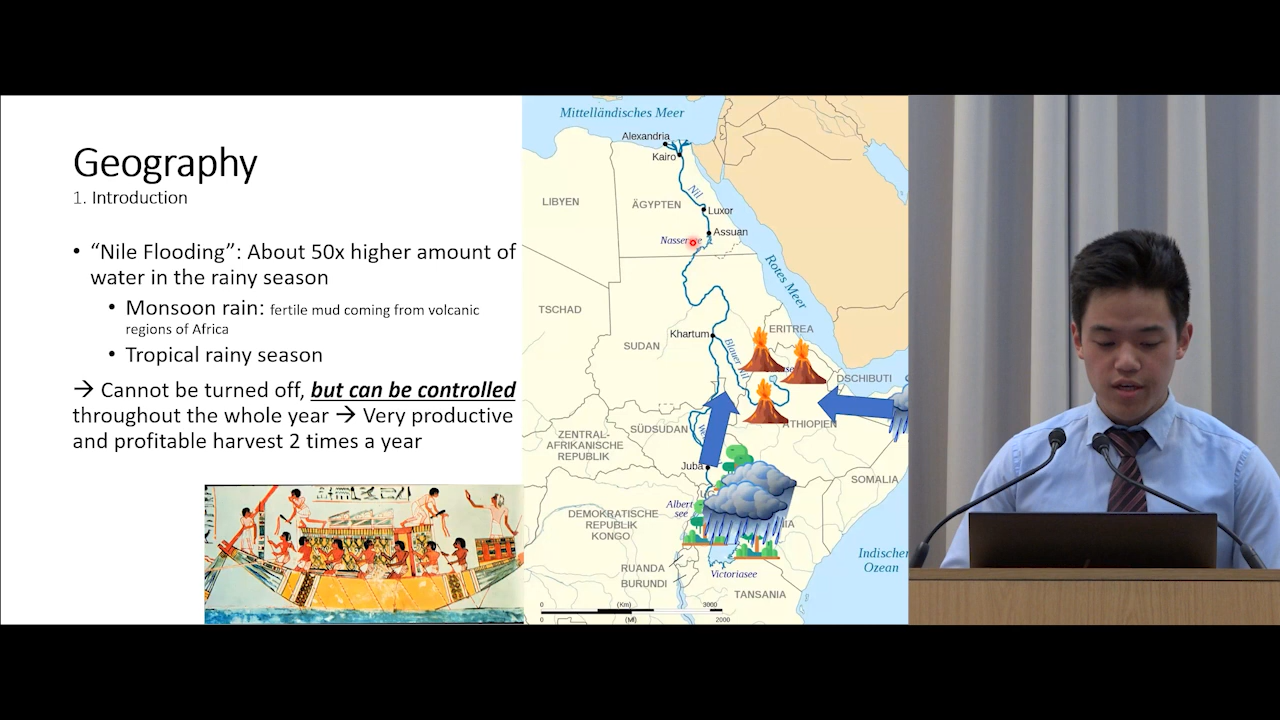 Geography
1. Introduction
• “Nile Flooding”: About 50x higher amount of
water in the rainy season
• Monsoon rain: fertile mud coming from volcanic
regions of Africa
• Tropical rainy season
→ Cannot be turned off, but can be controlled
throughout the whole year → Very productive
and profitable harvest 2 times a year
Mittelländisches Meer
Alexandria
Kairo
Nil
LIBYEN
ÄGYPTEN
Luxor
Assuan
Rotes Meer
TSCHAD
Khartum
ERITREA
SUDAN
Blauer
DSCHIBUTI
SÜDSUDAN
ZENTRAL-
AFRIKANISCHE
REPUBLIK
Juba
SOMALIA
Albert
see
DEMOKRATISCHE
REPUBLIK
KONGO
Indischer
Ozean
RUANDA
BURUNDI
Victoriasee
TANSANIA
0 (Km) 3000
0 (Mi) 2000